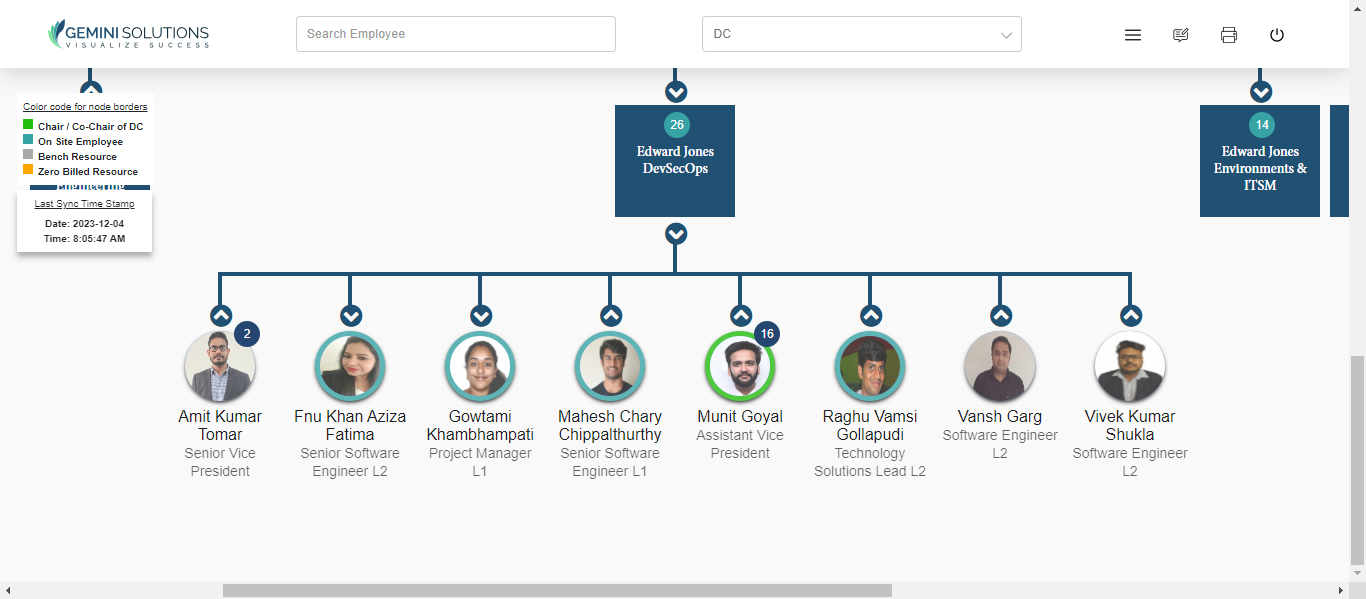 GEMINI SOLUTIONS
VISUALIZE SUCCESS
Search Employee
DC
Color code for node borders
Chair / Co-Chair of DC
On Site Employee
Bench Resource
Zero Billed Resource
Engineering
Last Sync Time Stamp
Date: 2023-12-04
Time: 8:05:47 AM
26
Edward Jones
DevSecOps
14
Edward Jones
Environments &
ITSM
2
Amit Kumar
Tomar
Senior Vice
President
Fnu Khan Aziza
Fatima
Senior Software
Engineer L2
Gowtami
Khambhampati
Project Manager
L1
Mahesh Chary
Chippalthurthy
Senior Software
Engineer L1
16
Munit Goyal
Assistant Vice
President
Raghu Vamsi
Gollapudi
Technology
Solutions Lead L2
Vansh Garg
Software Engineer
L2
Vivek Kumar
Shukla
Software Engineer
L2